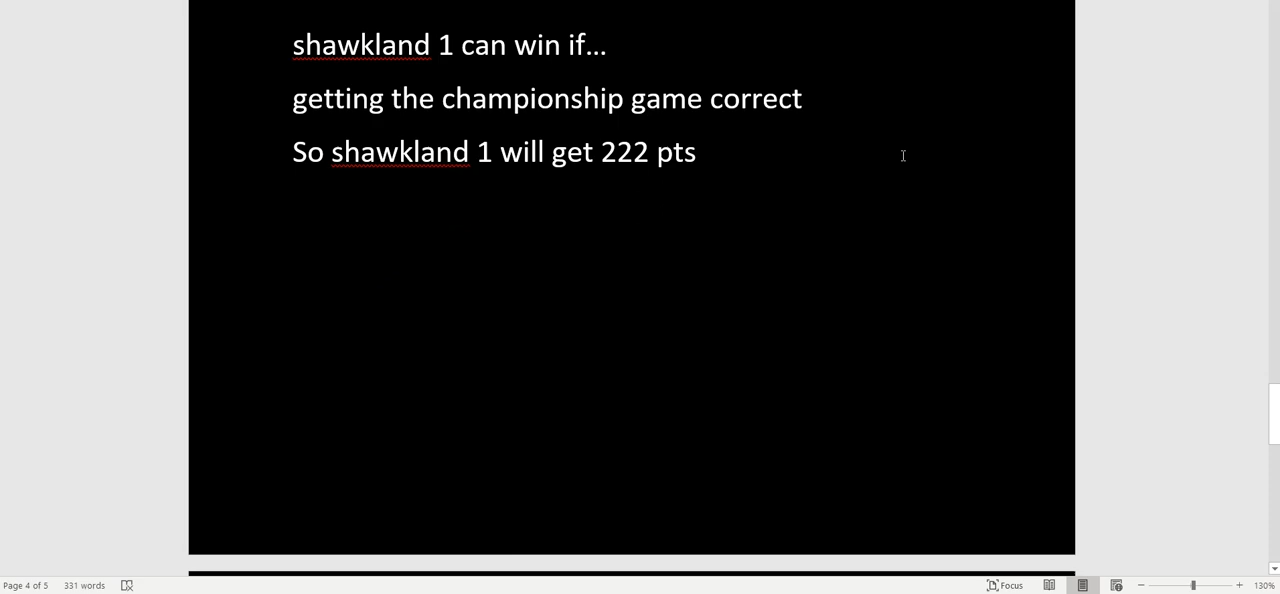 shawkland 1 can win if...
getting the championship game correct
So shawkland 1 will get 222 pts
Page 4 of 5 331 words Focus 130%